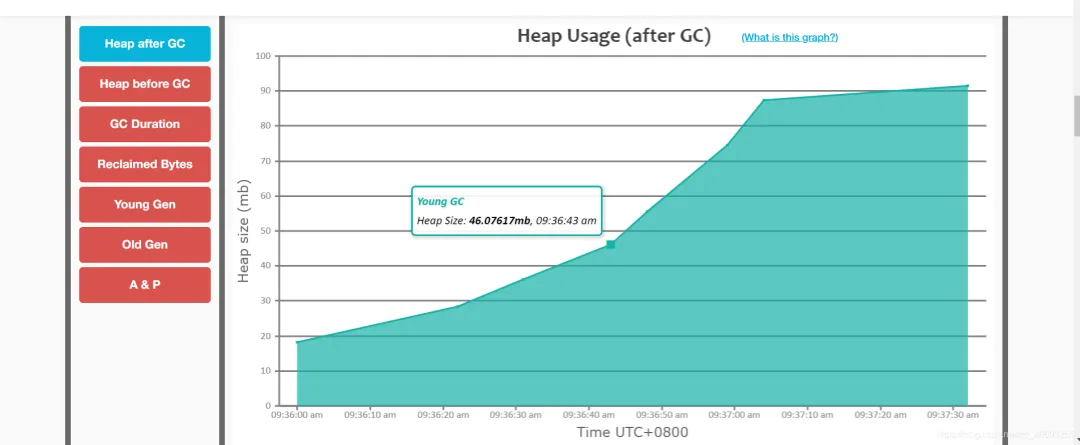 Heap after GC
Heap before GC
GC Duration
Reclaimed Bytes
Young Gen
Old Gen
A & P
Heap Usage (after GC)
(What is this graph?)
Heap size (mb)
100
90
80
70
60
50
40
30
20
10
0
Young GC
Heap Size: 46.07617mb, 09:36:43 am
09:36:00 am
09:36:10 am
09:36:20 am
09:36:30 am
09:36:40 am
09:36:50 am
09:37:00 am
09:37:10 am
09:37:20 am
09:37:30 am
Time UTC+0800